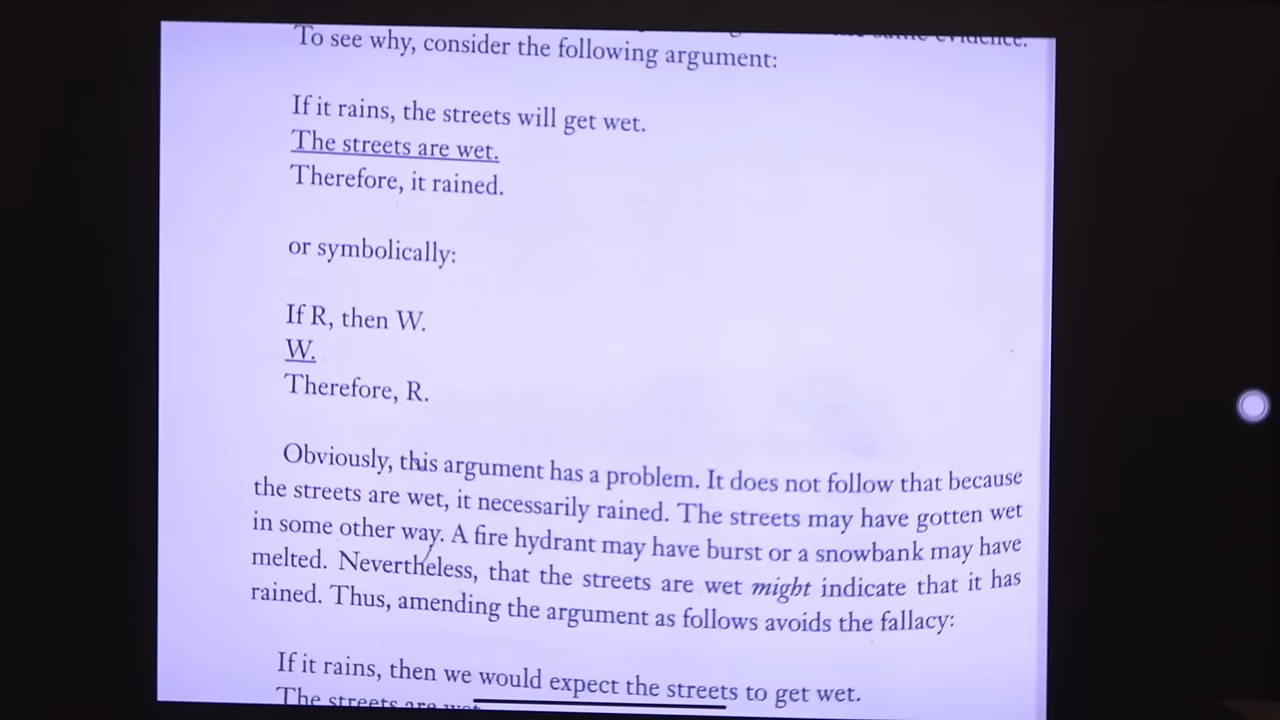 evidence.
To see why, consider the following argument:
If it rains, the streets will get wet.
The streets are wet.
Therefore, it rained.
or symbolically:
If R, then W.
W.
Therefore, R.
Obviously, this argument has a problem. It does not follow that because
the streets are wet, it necessarily rained. The streets may have gotten wet
in some other way. A fire hydrant may have burst or a snowbank may have
melted. Nevertheless, that the streets are wet might indicate that it has
rained. Thus, amending the argument as follows avoids the fallacy:
If it rains, then we would expect the streets to get wet.
The streets are wet